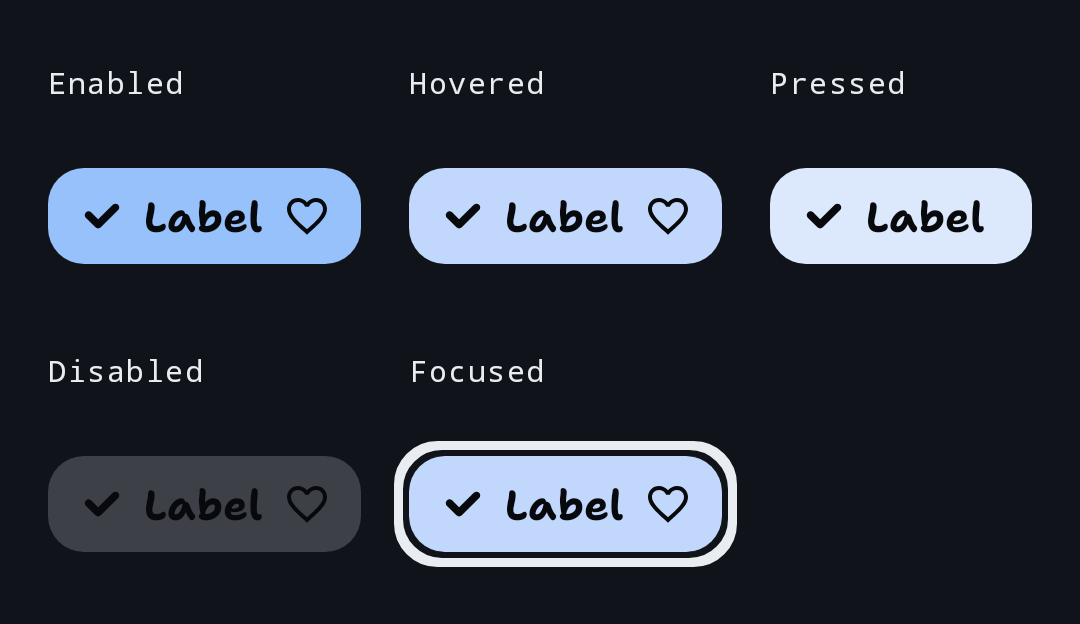 Enabled
Hovered
Pressed
Label
Label
Label
Disabled
Focused
Label
Label